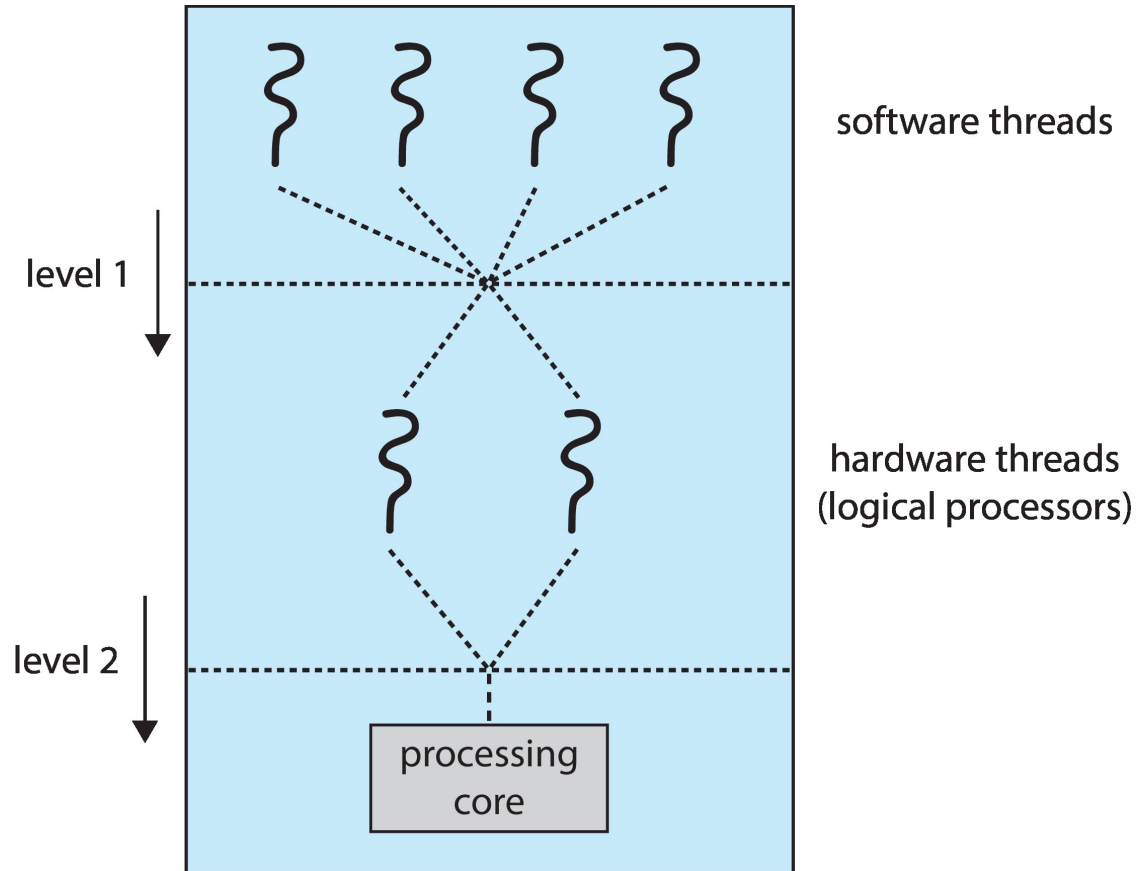 software threads
level 1
hardware threads
(logical processors)
level 2
processing
core